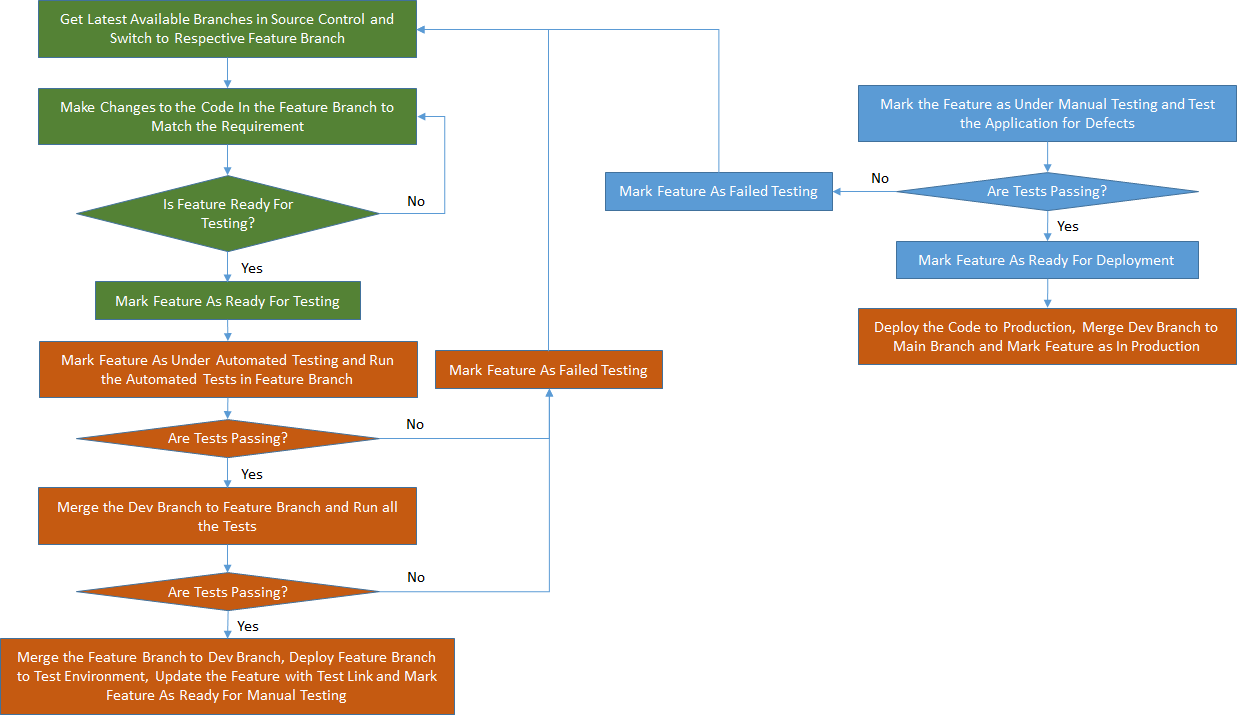 Get Latest Available Branches in Source Control and
Switch to Respective Feature Branch
Make Changes to the Code In the Feature Branch to
Match the Requirement
Is Feature Ready For
Testing?
No
Yes
Mark Feature As Ready For Testing
Mark Feature As Under Automated Testing and Run
the Automated Tests in Feature Branch
Are Tests Passing?
No
Yes
Mark Feature As Failed Testing
Merge the Dev Branch to Feature Branch and Run all
the Tests
Are Tests Passing?
No
Yes
Merge the Feature Branch to Dev Branch, Deploy Feature Branch
to Test Environment, Update the Feature with Test Link and Mark
Feature As Ready For Manual Testing
Mark the Feature as Under Manual Testing and Test
the Application for Defects
Are Tests Passing?
No
Mark Feature As Failed Testing
Yes
Mark Feature As Ready For Deployment
Deploy the Code to Production, Merge Dev Branch to
Main Branch and Mark Feature as In Production